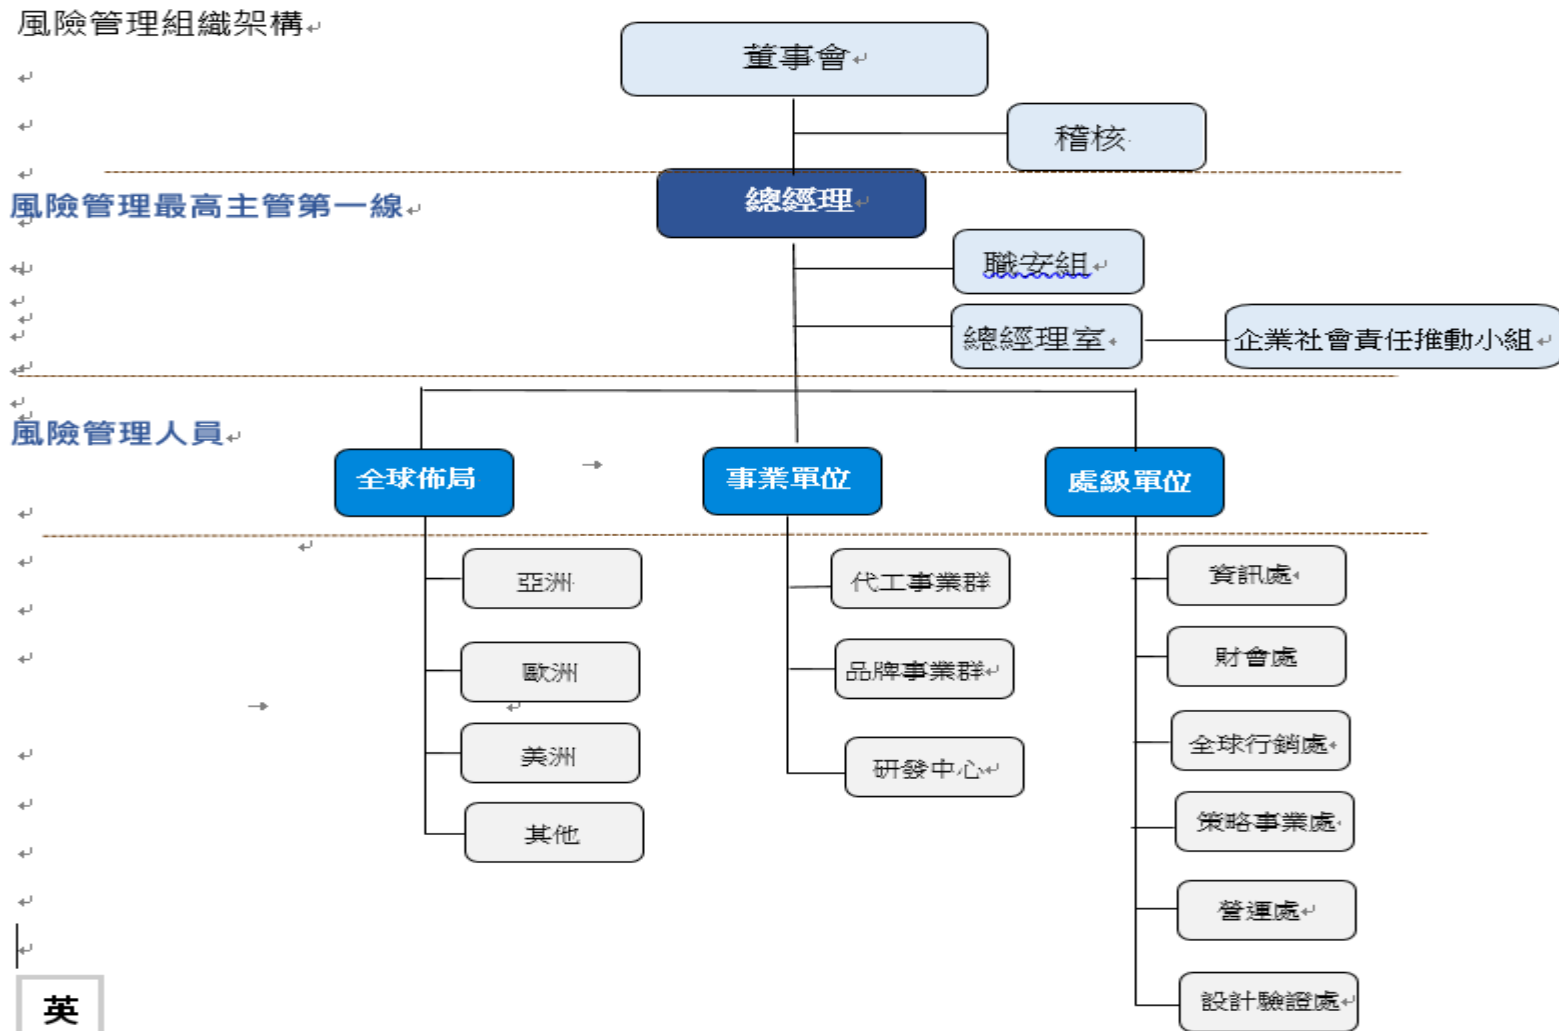 風險管理組織架構
董事會
稽核
風險管理最高主管第一線
總經理
職安組
總經理室
企業社會責任推動小組
風險管理人員
全球佈局
事業單位
處級單位
亞洲
代工事業群
資訊處
歐洲
品牌事業群
財會處
美洲
研發中心
全球行銷處
其他
策略事業處
營運處
設計驗證處
英